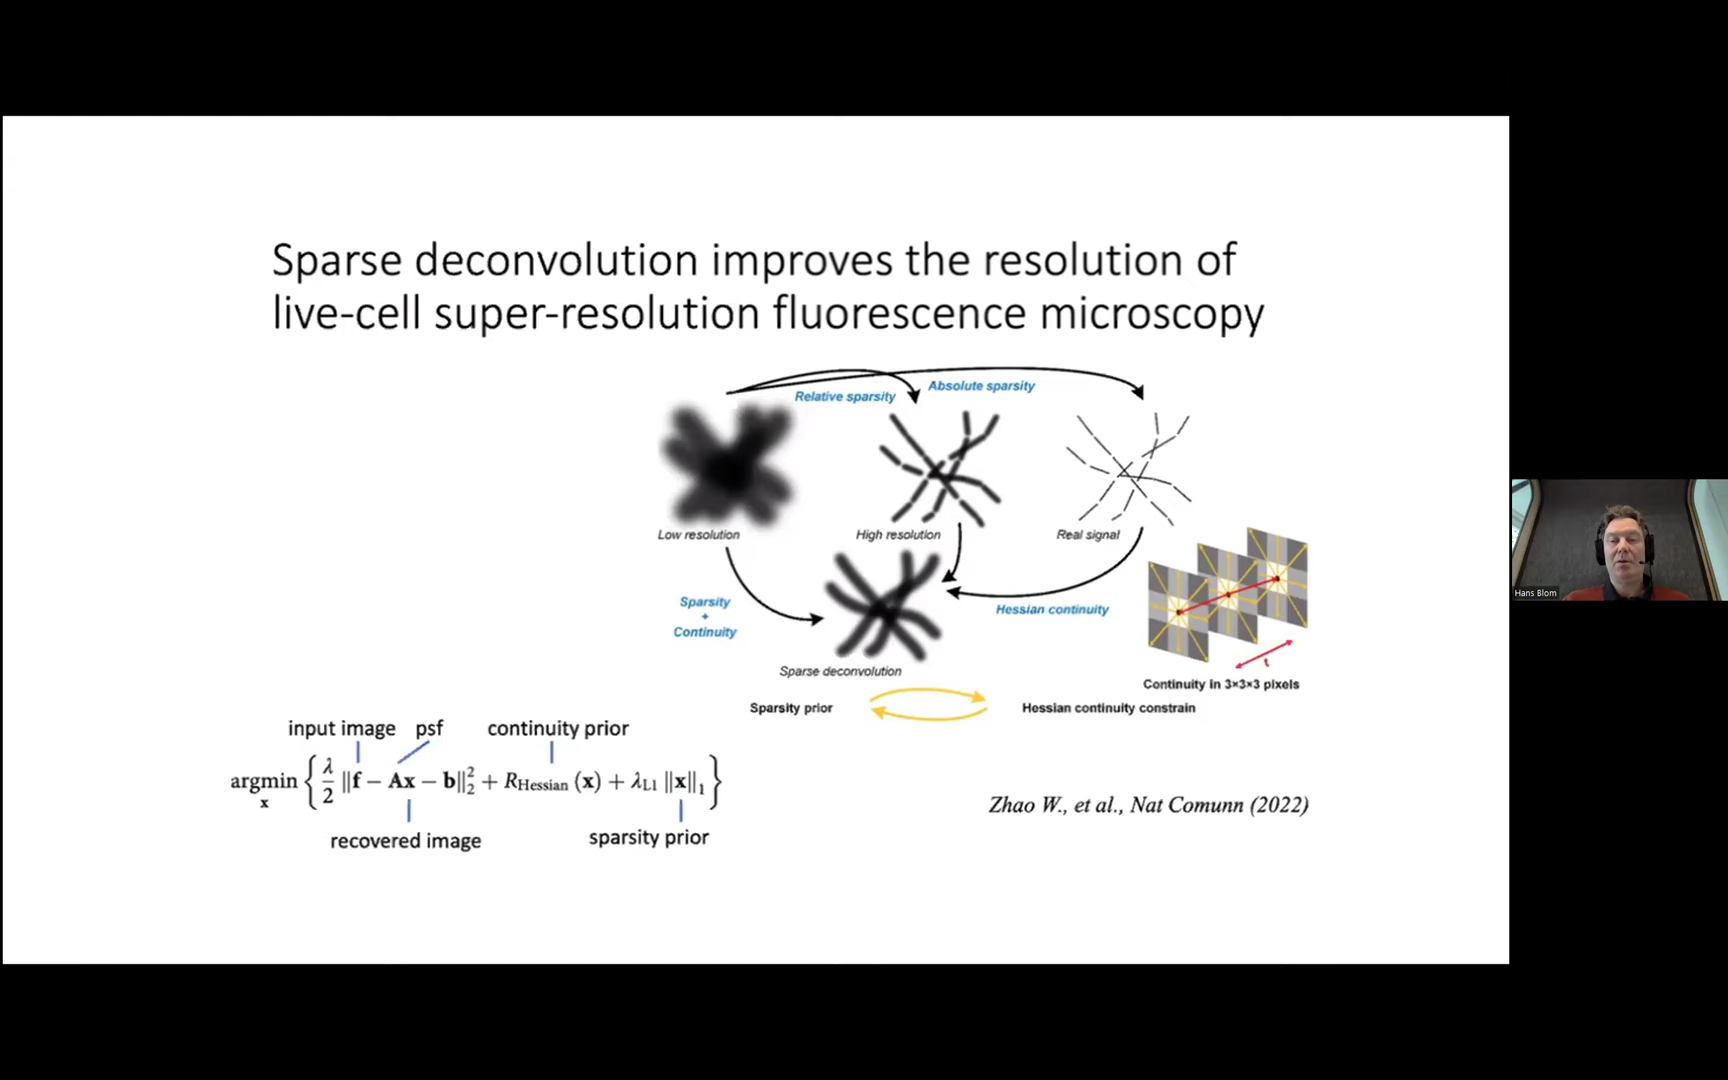 Sparse deconvolution improves the resolution of
live-cell super-resolution fluorescence microscopy
Relative sparsity
Absolute sparsity
Low resolution
High resolution
Real signal
Sparsity
+
Continuity
Hessian continuity
Sparse deconvolution
t
Continuity in 3×3×3 pixels
Sparsity prior
Hessian continuity constrain
input image psf continuity prior
argmin { λ/2 ||f – Ax – b||₂² + R_Hessian (x) + λ_L1 ||x||₁ }
x
recovered image sparsity prior
Zhao W., et al., Nat Comunn (2022)
Hans Blom